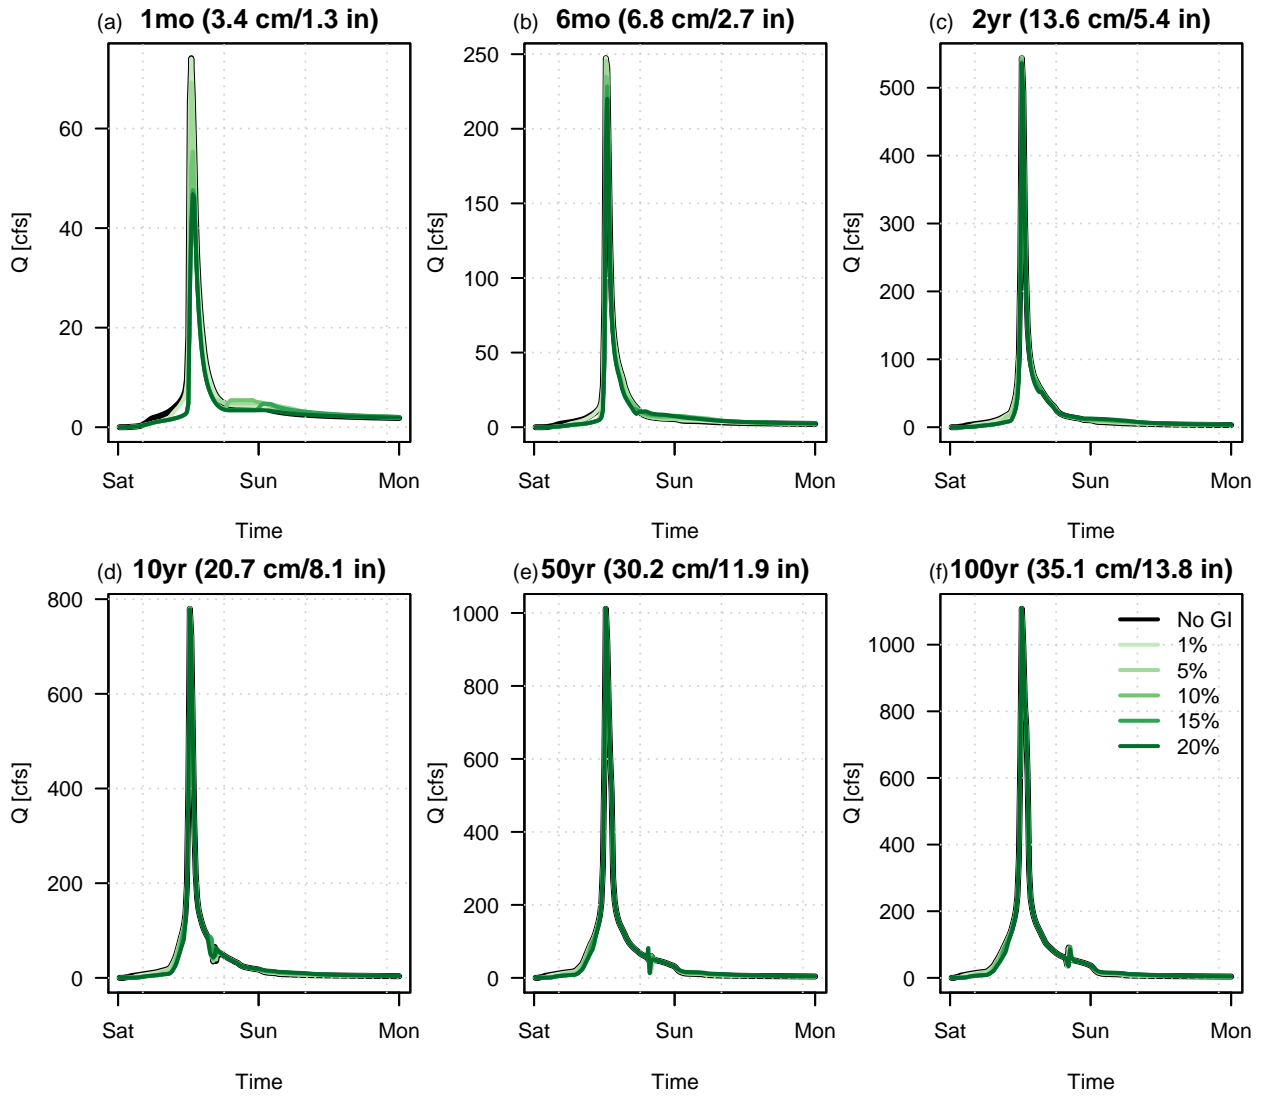 (a) 1mo (3.4 cm/1.3 in)
Q [cfs]
60
40
20
0
Sat Sun Mon
Time
(b) 6mo (6.8 cm/2.7 in)
Q [cfs]
250
200
150
100
50
0
Sat Sun Mon
Time
(c) 2yr (13.6 cm/5.4 in)
Q [cfs]
500
400
300
200
100
0
Sat Sun Mon
Time
(d) 10yr (20.7 cm/8.1 in)
Q [cfs]
800
600
400
200
0
Sat Sun Mon
Time
(e) 50yr (30.2 cm/11.9 in)
Q [cfs]
1000
800
600
400
200
0
Sat Sun Mon
Time
(f) 100yr (35.1 cm/13.8 in)
Q [cfs]
1000
800
600
400
200
0
No GI
1%
5%
10%
15%
20%
Sat Sun Mon
Time